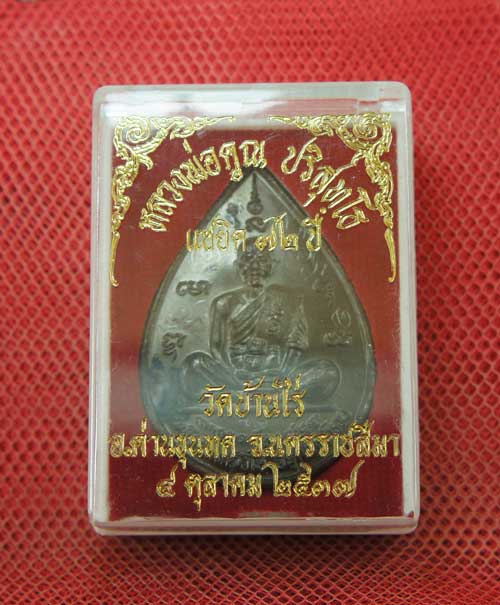 หลวงพ่อคูณ ปริสุทฺโธ
แซยิด ๗๒ ปี
วัดบ้านไร่
อ.ด่านขุนทด จ.นครราชสีมา
๔ ตุลาคม ๒๕๓๗